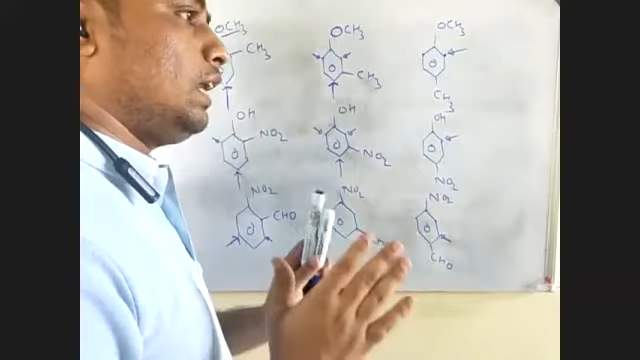 OCH3 OCH3 OCH3
CH3 CH3 CH3
OH OH OH
NO2 NO2 NO2
NO2 NO2 NO2
CHO CHO